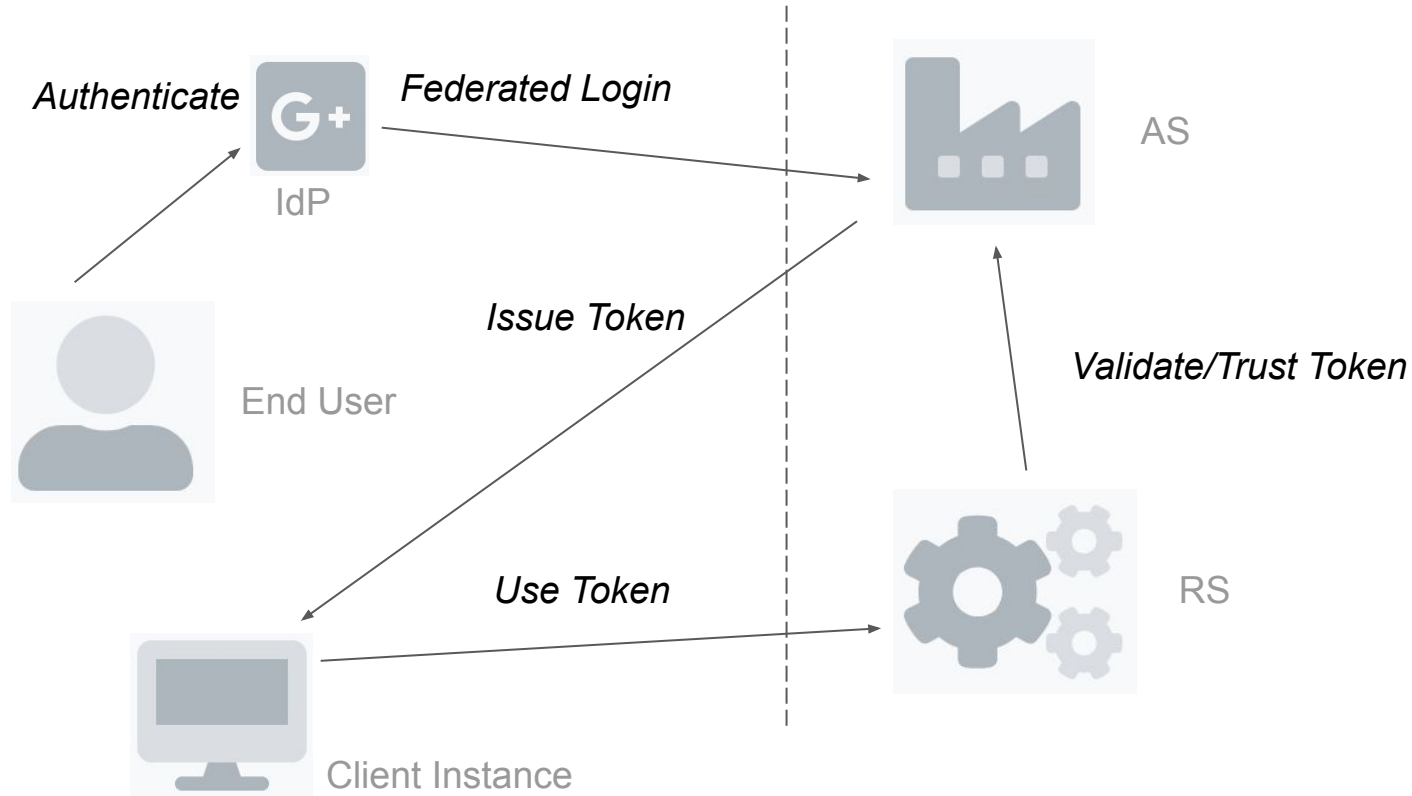 Authenticate
G+
Federated Login
AS
IdP
Issue Token
End User
Validate/Trust Token
Use Token
RS
Client Instance